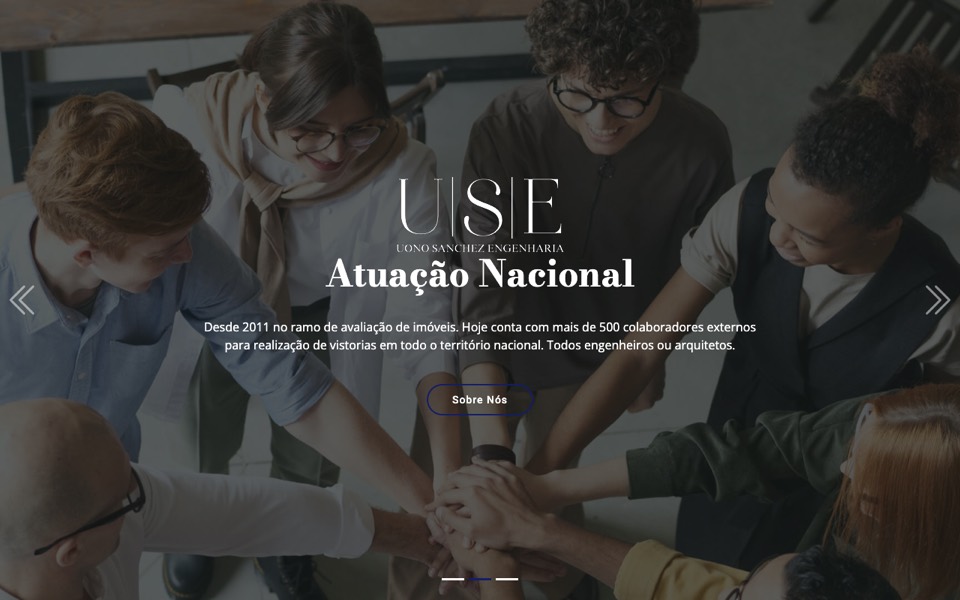 U|S|E
UONO SANCHEZ ENGENHARIA
Atuação Nacional
Desde 2011 no ramo de avaliação de imóveis. Hoje conta com mais de 500 colaboradores externos
para realização de vistorias em todo o território nacional. Todos engenheiros ou arquitetos.
Sobre Nós